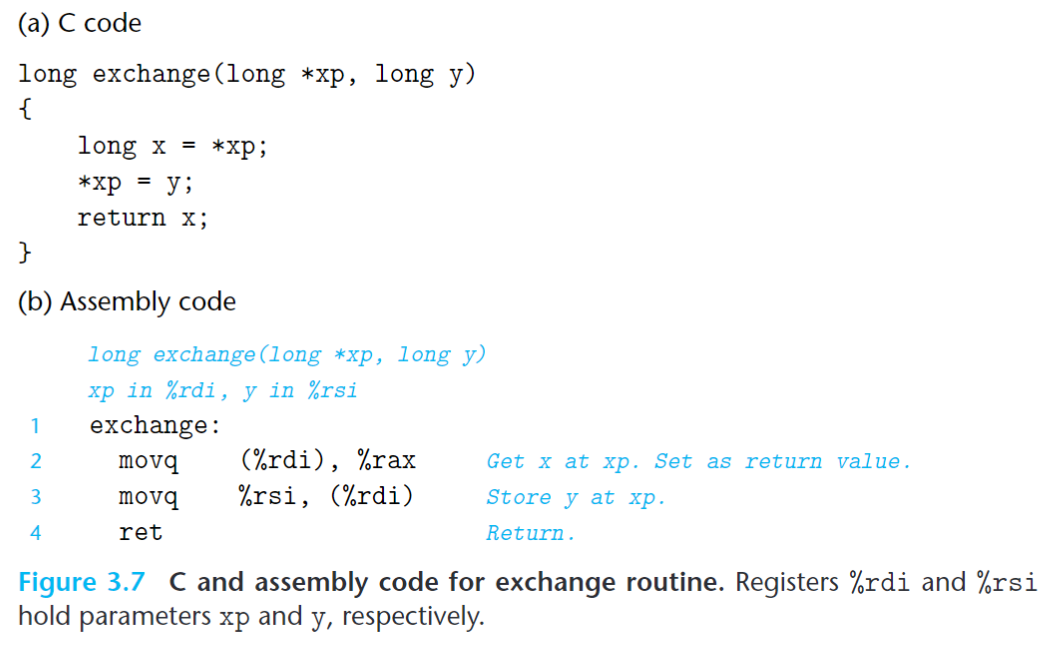 (a) C code
long exchange(long *xp, long y)
{
    long x = *xp;
    *xp = y;
    return x;
}
(b) Assembly code
long exchange(long *xp, long y)
xp in %rdi, y in %rsi
1 exchange:
2 movq (%rdi), %rax Get x at xp. Set as return value.
3 movq %rsi, (%rdi) Store y at xp.
4 ret Return.
Figure 3.7 C and assembly code for exchange routine. Registers %rdi and %rsi
hold parameters xp and y, respectively.